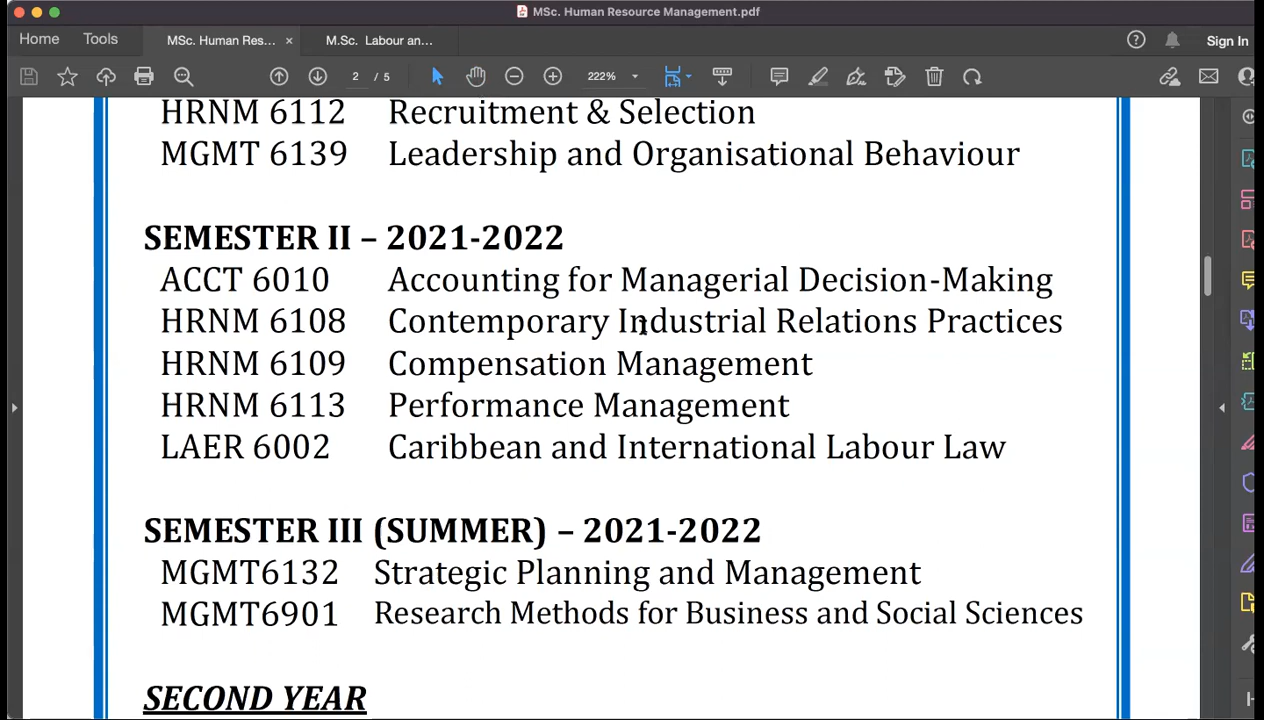 MSc. Human Resource Management.pdf
Home Tools MSc. Human Res... × M.Sc. Labour an... Sign In
2 / 5 222%
HRNM 6112 Recruitment & Selection
MGMT 6139 Leadership and Organisational Behaviour
SEMESTER II – 2021-2022
ACCT 6010 Accounting for Managerial Decision-Making
HRNM 6108 Contemporary Industrial Relations Practices
HRNM 6109 Compensation Management
HRNM 6113 Performance Management
LAER 6002 Caribbean and International Labour Law
SEMESTER III (SUMMER) – 2021-2022
MGMT6132 Strategic Planning and Management
MGMT6901 Research Methods for Business and Social Sciences
SECOND YEAR